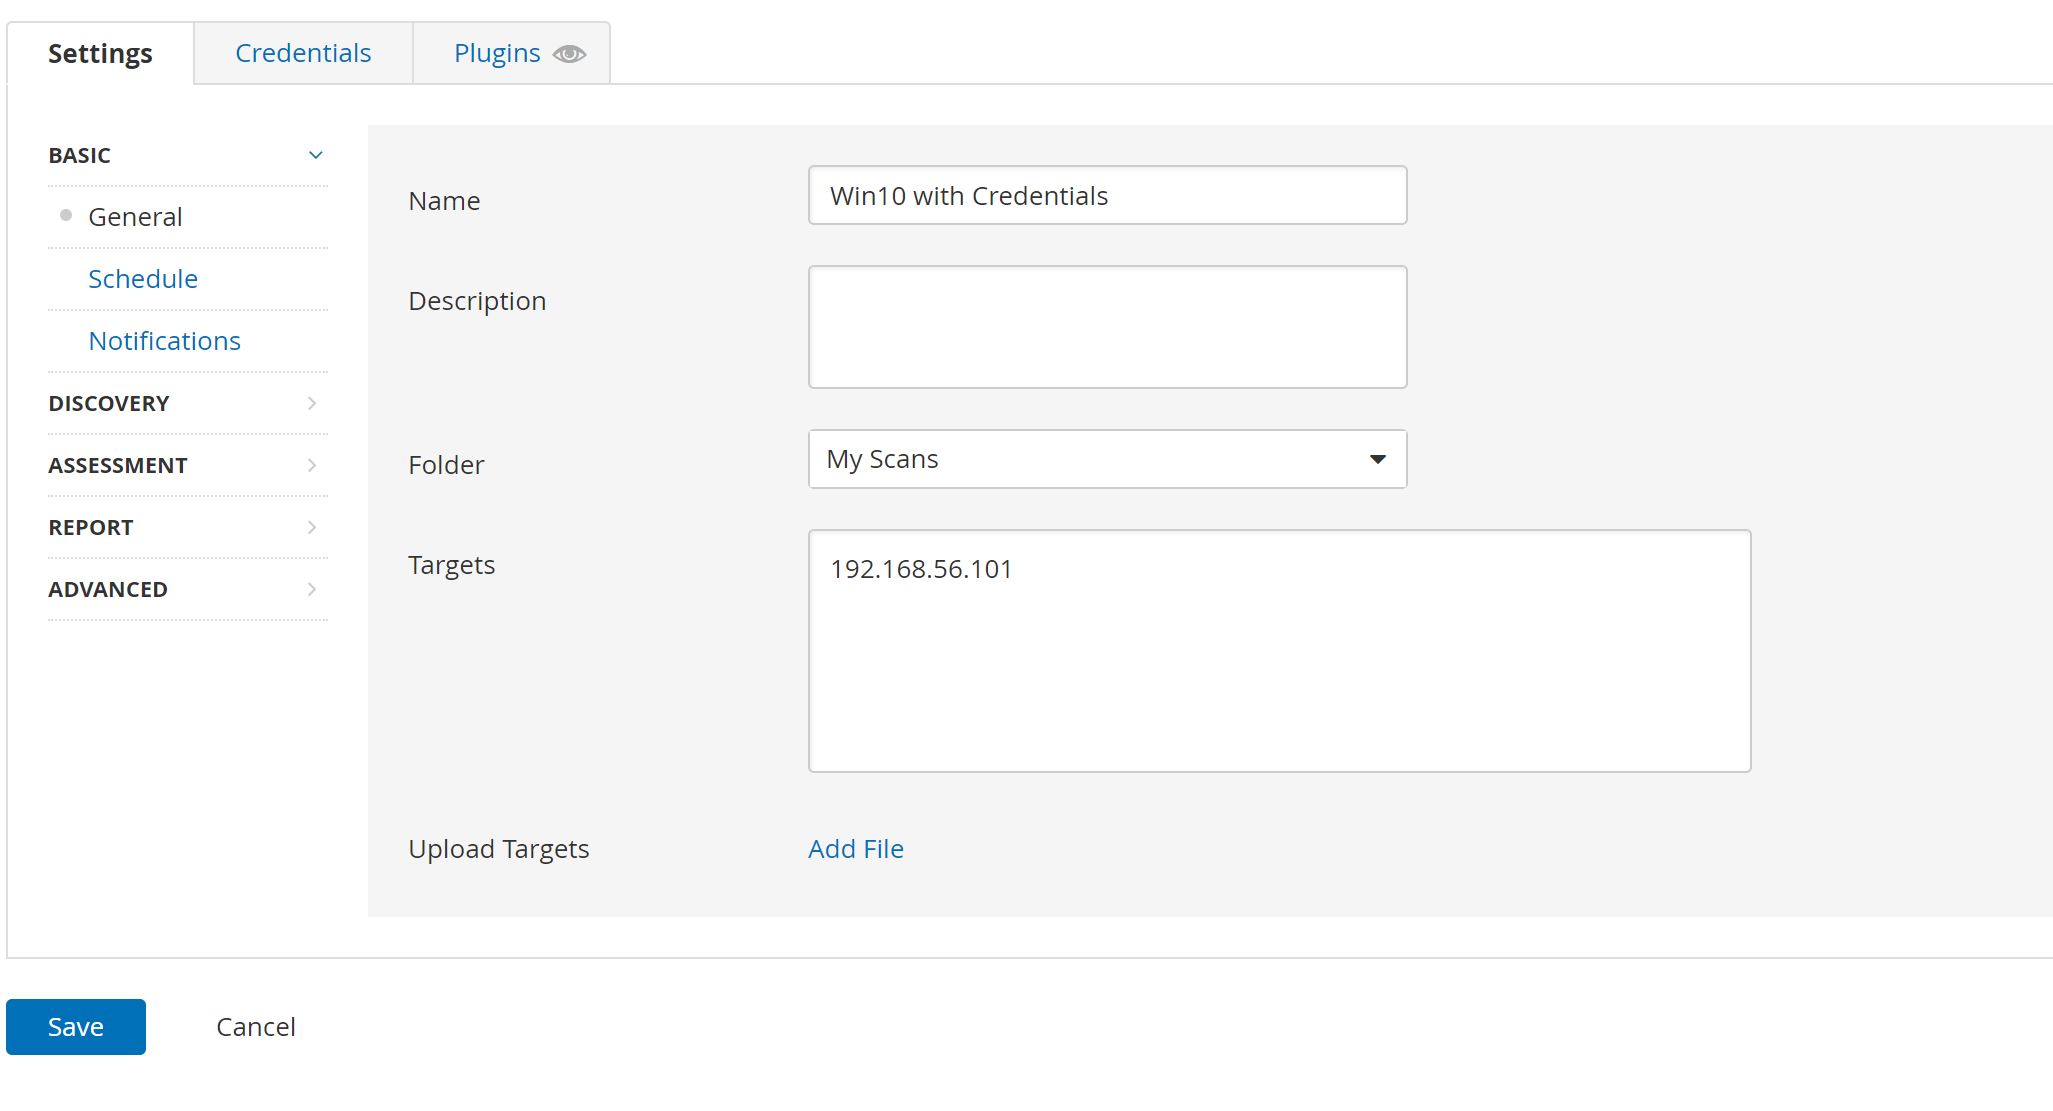 Settings
Credentials
Plugins
BASIC
General
Schedule
Notifications
DISCOVERY
ASSESSMENT
REPORT
ADVANCED
Name
Win10 with Credentials
Description
Folder
My Scans
Targets
192.168.56.101
Upload Targets
Add File
Save
Cancel